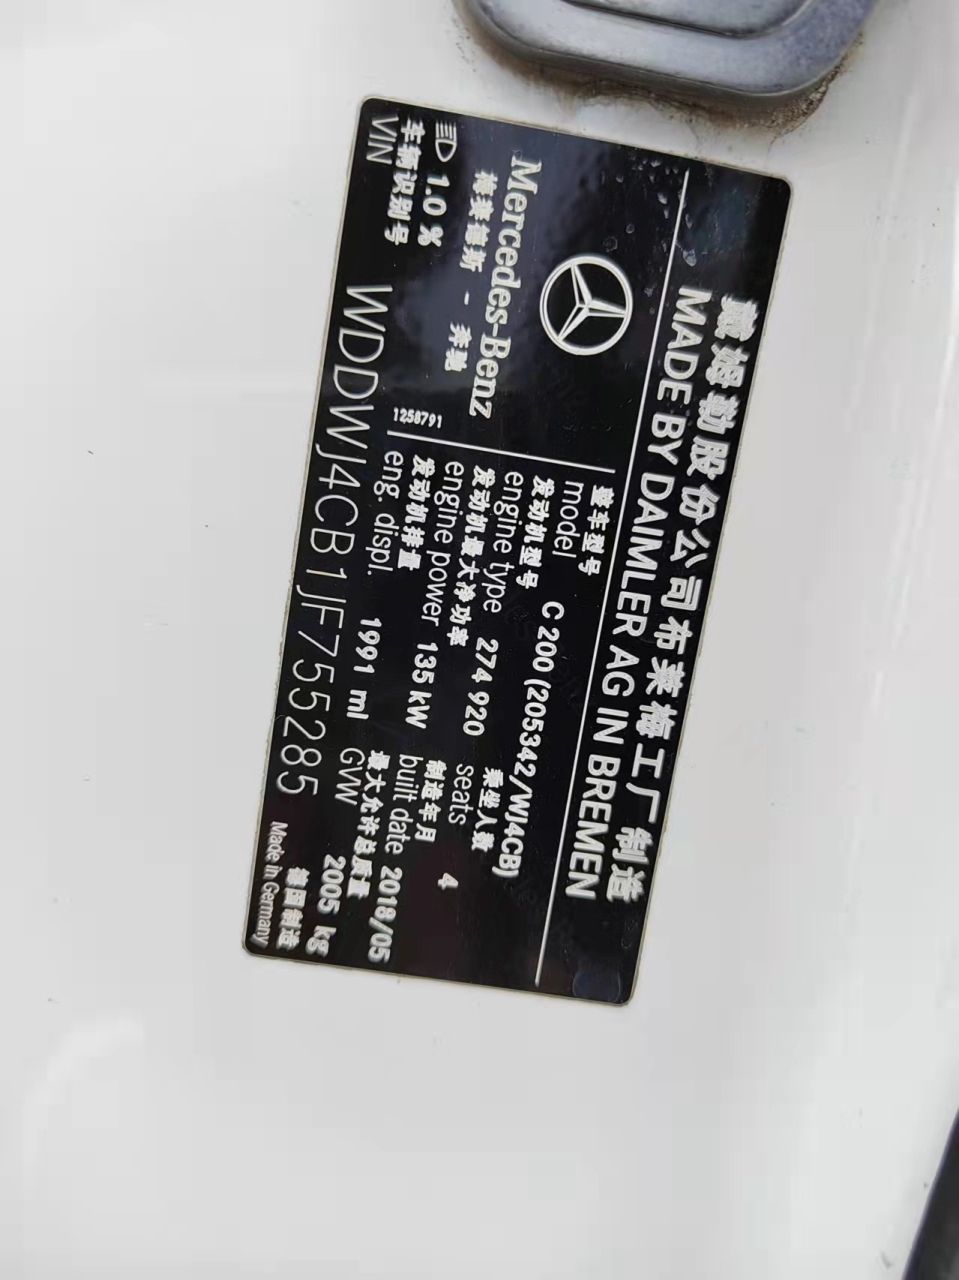 戴姆勒股份公司布莱梅工厂制造
MADE BY DAIMLER AG IN BREMEN
Mercedes-Benz
梅赛德斯 - 奔驰
1.0 %
1258791
整车型号
model C 200 (205342/WJ4CB)
发动机型号 乘坐人数
engine type 274 920 seats 4
发动机最大净功率 制造年月
engine power 135 kW built date 2018/05
发动机排量 最大允许总质量
eng. displ. 1991 ml GVW 2005 kg
车辆识别号 德国制造
VIN WDDWJ4CB1JF755285 Made in Germany